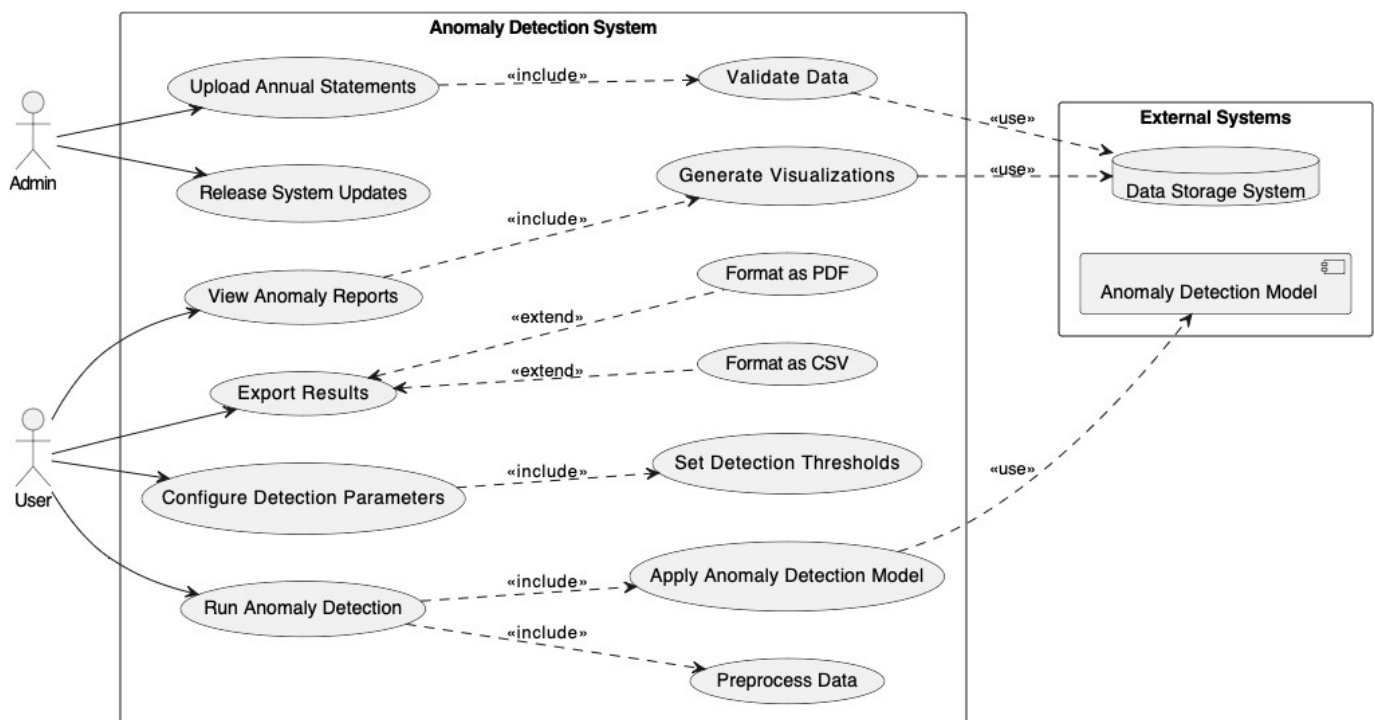 Anomaly Detection System
Upload Annual Statements
«include»
Validate Data
«use»
External Systems
Admin
Release System Updates
Generate Visualizations
«use»
Data Storage System
«include»
View Anomaly Reports
Format as PDF
Anomaly Detection Model
«extend»
Export Results
«extend»
Format as CSV
User
Configure Detection Parameters
«include»
Set Detection Thresholds
«use»
Run Anomaly Detection
«include»
Apply Anomaly Detection Model
«include»
Preprocess Data